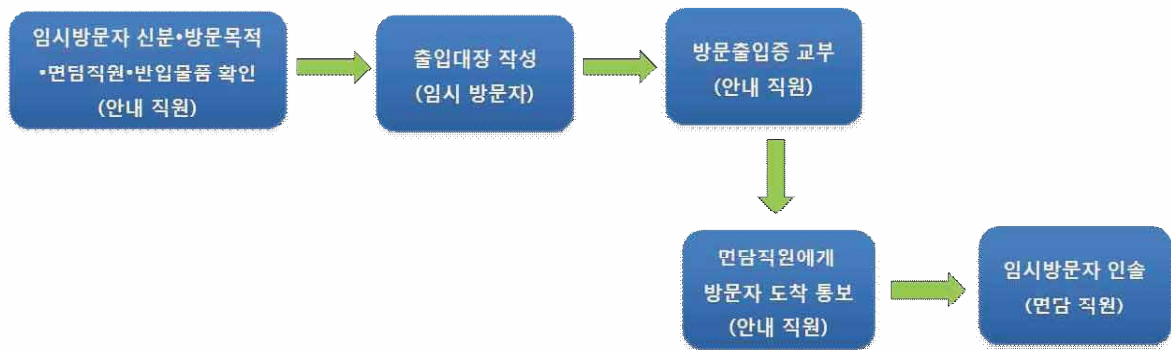 임시방문자 신분•방문목적
•면담직원•반입물품 확인
(안내 직원)
출입대장 작성
(임시 방문자)
방문출입증 교부
(안내 직원)
면담직원에게
방문자 도착 통보
(안내 직원)
임시방문자 인솔
(면담 직원)